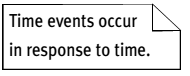 Time events occur
in response to time.